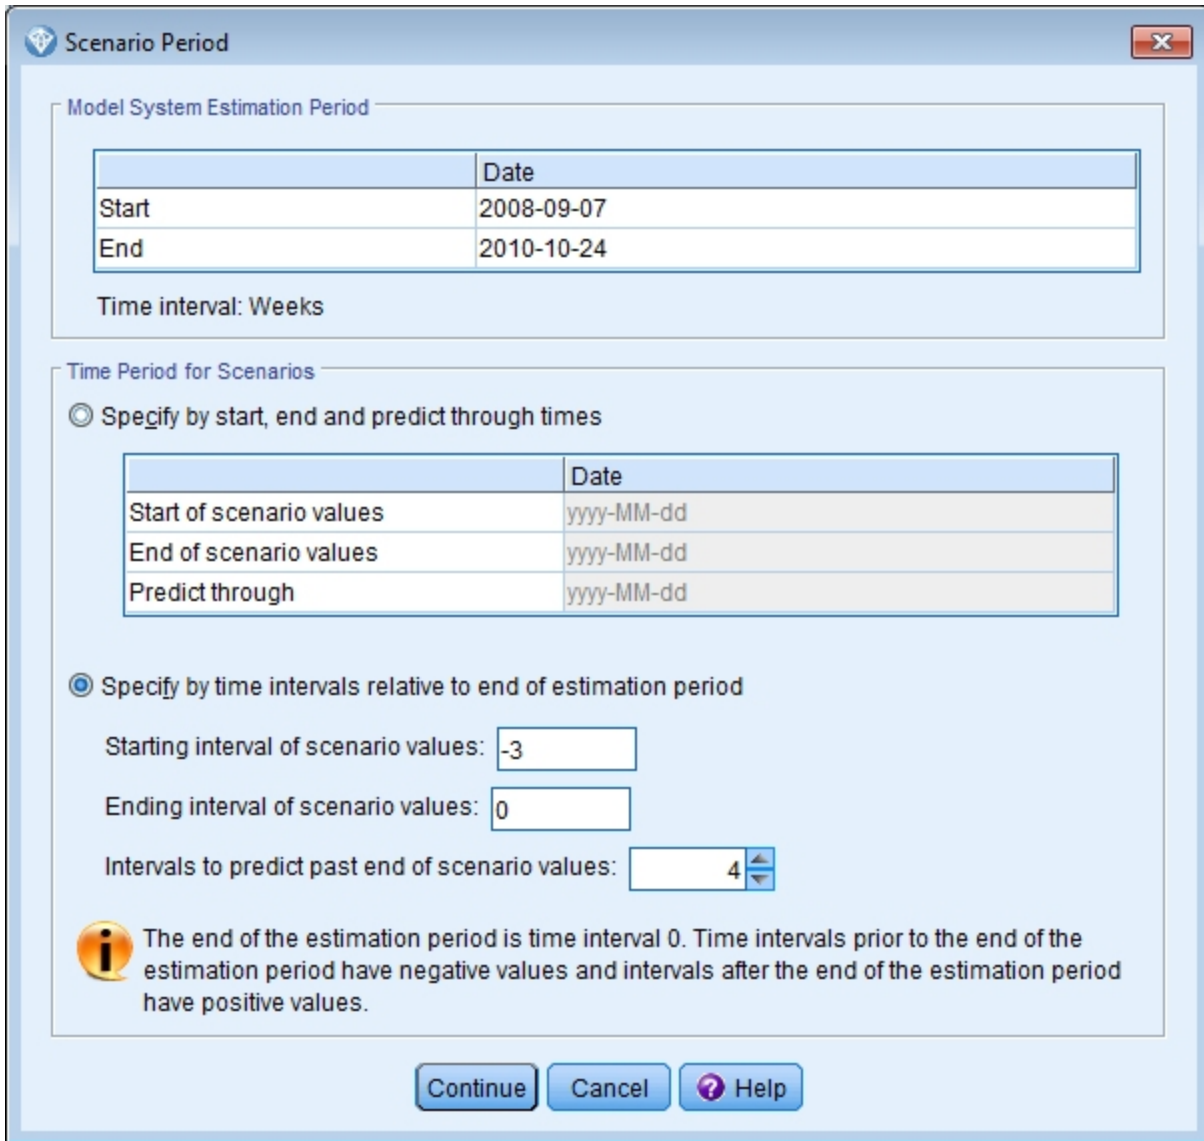 Scenario Period
Model System Estimation Period
Date
Start 2008-09-07
End 2010-10-24
Time interval: Weeks
Time Period for Scenarios
Specify by start, end and predict through times
Date
Start of scenario values yyyy-MM-dd
End of scenario values yyyy-MM-dd
Predict through yyyy-MM-dd
Specify by time intervals relative to end of estimation period
Starting interval of scenario values: -3
Ending interval of scenario values: 0
Intervals to predict past end of scenario values: 4
The end of the estimation period is time interval 0. Time intervals prior to the end of the
estimation period have negative values and intervals after the end of the estimation period
have positive values.
Continue Cancel Help